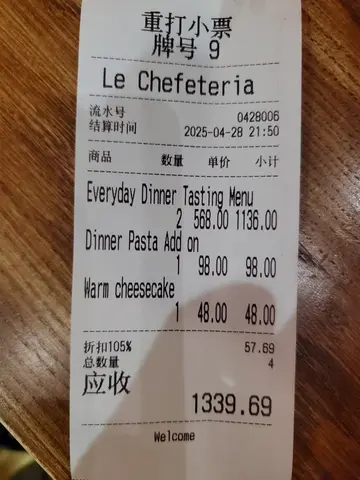 重打小票
牌号 9
Le Chefeteria
流水号 0428006
结算时间 2025-04-28 21:50
商品 数量 单价 小计
Everyday Dinner Tasting Menu
2 568.00 1136.00
Dinner Pasta Add on
1 98.00 98.00
Warm cheesecake
1 48.00 48.00
折扣105% 57.69
总数量 4
应收
1339.69
Welcome